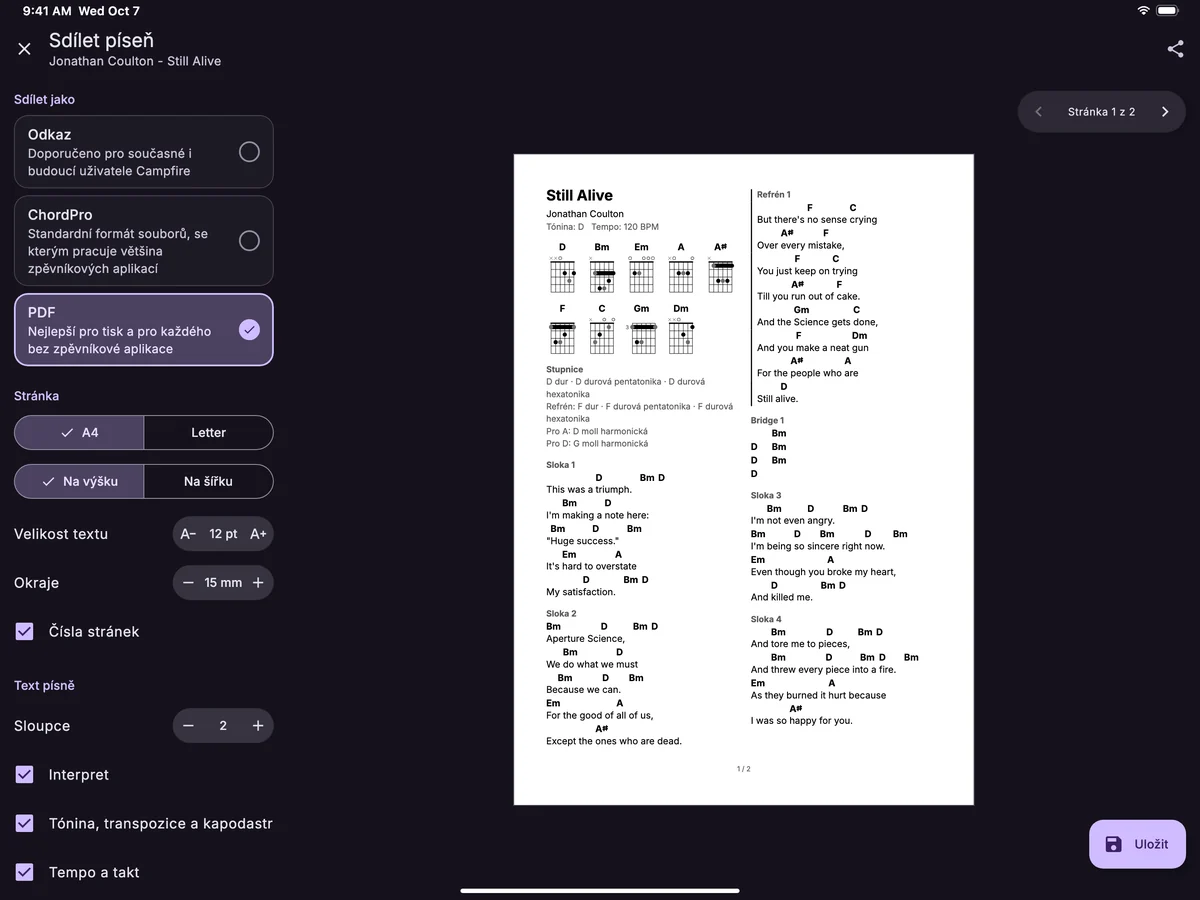 9:41 AM Wed Oct 7
Sdílet píseň
Jonathan Coulton - Still Alive
Sdílet jako
Odkaz
Doporučeno pro současné i
budoucí uživatele Campfire
ChordPro
Standardní formát souborů, se
kterým pracuje většina
zpěvníkových aplikací
PDF
Nejlepší pro tisk a pro každého
bez zpěvníkové aplikace
Stránka
A4 Letter
Na výšku Na šířku
Velikost textu A- 12 pt A+
Okraje − 15 mm +
Čísla stránek
Text písně
Sloupce − 2 +
Interpret
Tónina, transpozice a kapodastr
Tempo a takt
Stránka 1 z 2
Still Alive
Jonathan Coulton
Tónina: D Tempo: 120 BPM
D Bm Em A A#
F C Gm Dm
3
Stupnice
D dur · D durová pentatonika · D durová
hexatonika
Refrén: F dur · F durová pentatonika · F durová
hexatonika
Pro A: D moll harmonická
Pro D: G moll harmonická
Sloka 1
D Bm D
This was a triumph.
Bm D
I'm making a note here:
Bm D Bm
"Huge success."
Em A
It's hard to overstate
D Bm D
My satisfaction.
Sloka 2
Bm D Bm D
Aperture Science,
Bm D
We do what we must
Bm D Bm
Because we can.
Em A
For the good of all of us,
A#
Except the ones who are dead.
Refrén 1
F C
But there's no sense crying
A# F
Over every mistake,
F C
You just keep on trying
A# F
Till you run out of cake.
Gm C
And the Science gets done,
F Dm
And you make a neat gun
A# A
For the people who are
D
Still alive.
Bridge 1
Bm
D Bm
D Bm
D
Sloka 3
Bm D Bm D
I'm not even angry.
Bm D Bm D Bm
I'm being so sincere right now.
Em A
Even though you broke my heart,
D Bm D
And killed me.
Sloka 4
Bm D Bm D
And tore me to pieces,
Bm D Bm D Bm
And threw every piece into a fire.
Em A
As they burned it hurt because
A#
I was so happy for you.
1 / 2
Uložit